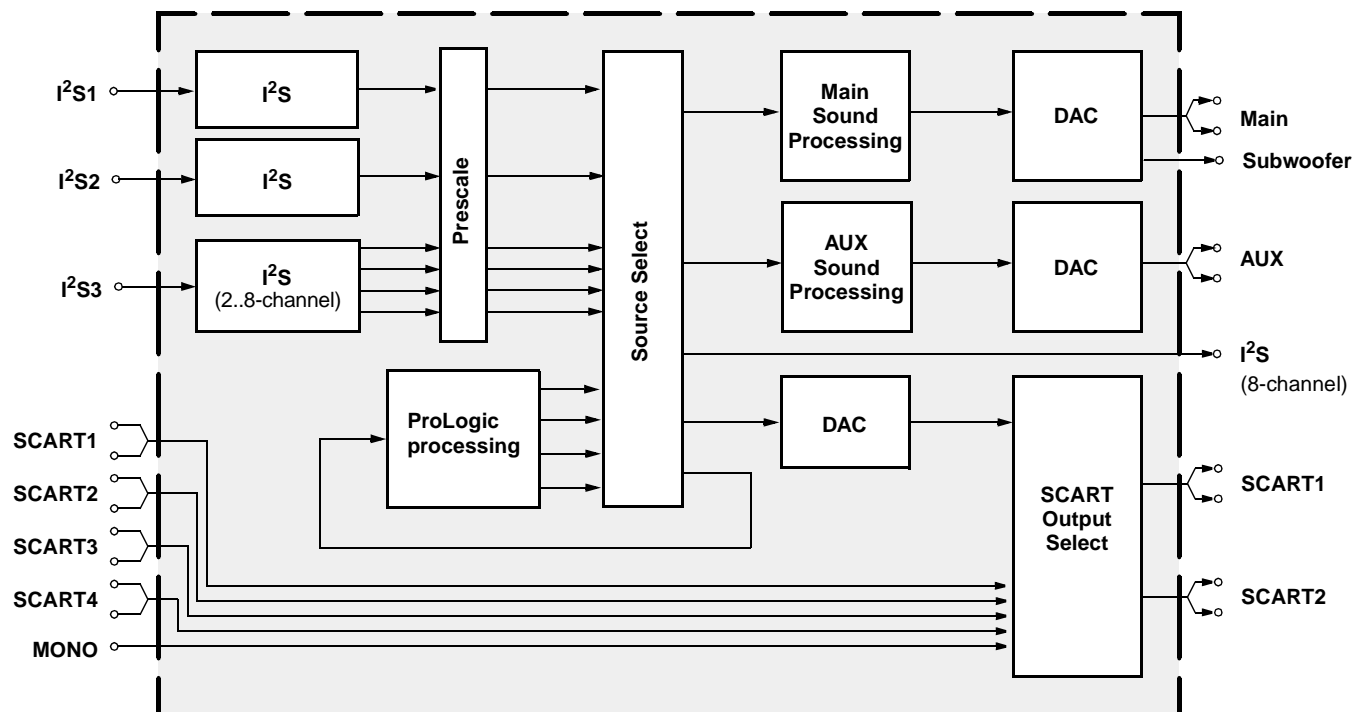 I²S1
I²S
I²S2
I²S
I²S3
I²S
(2..8-channel)
Prescale
Source Select
ProLogic
processing
Main
Sound
Processing
AUX
Sound
Processing
DAC
DAC
DAC
SCART
Output
Select
SCART1
SCART2
SCART3
SCART4
MONO
Main
Subwoofer
AUX
I²S
(8-channel)
SCART1
SCART2